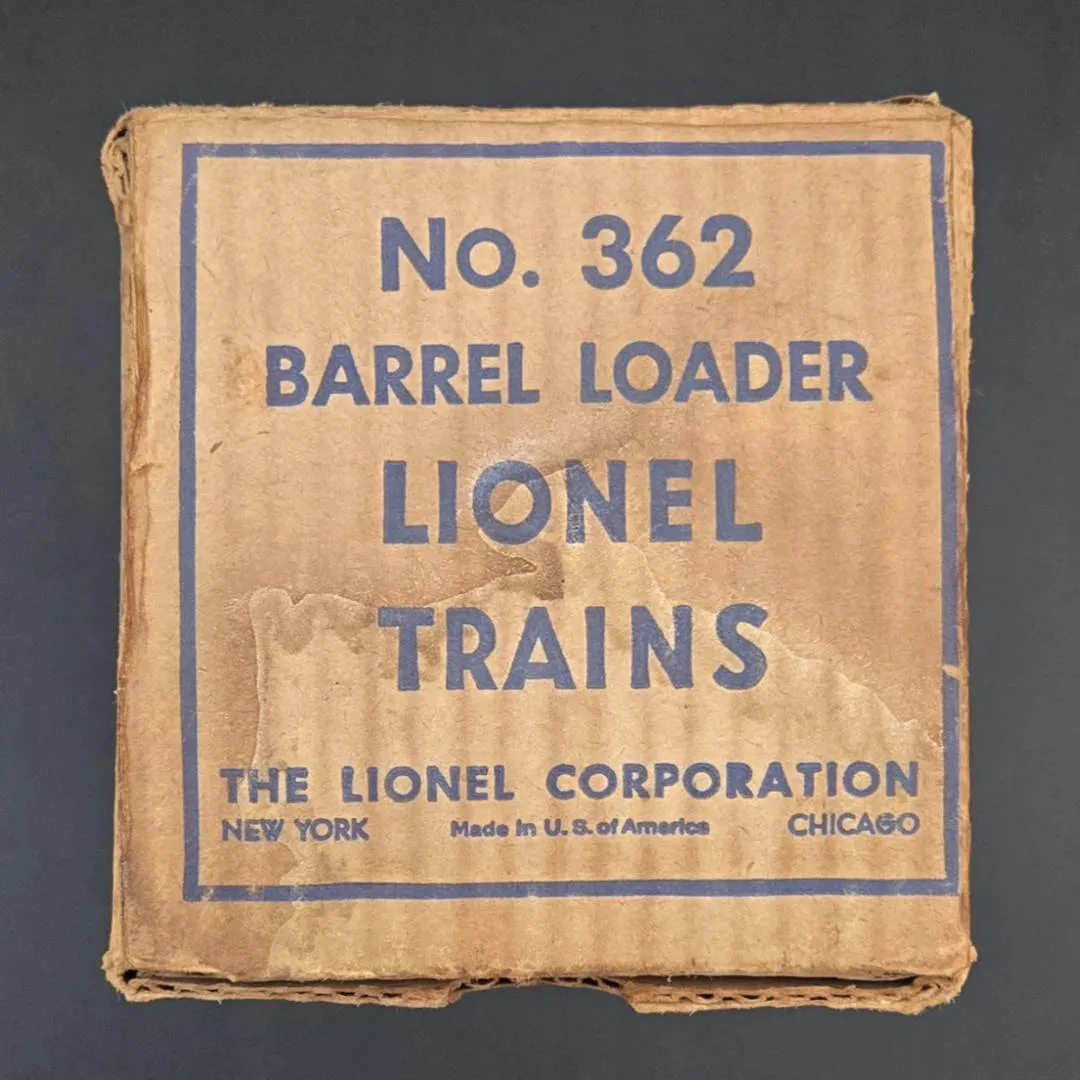 No. 362
BARREL LOADER
LIONEL
TRAINS
THE LIONEL CORPORATION
NEW YORK Made in U. S. of America CHICAGO